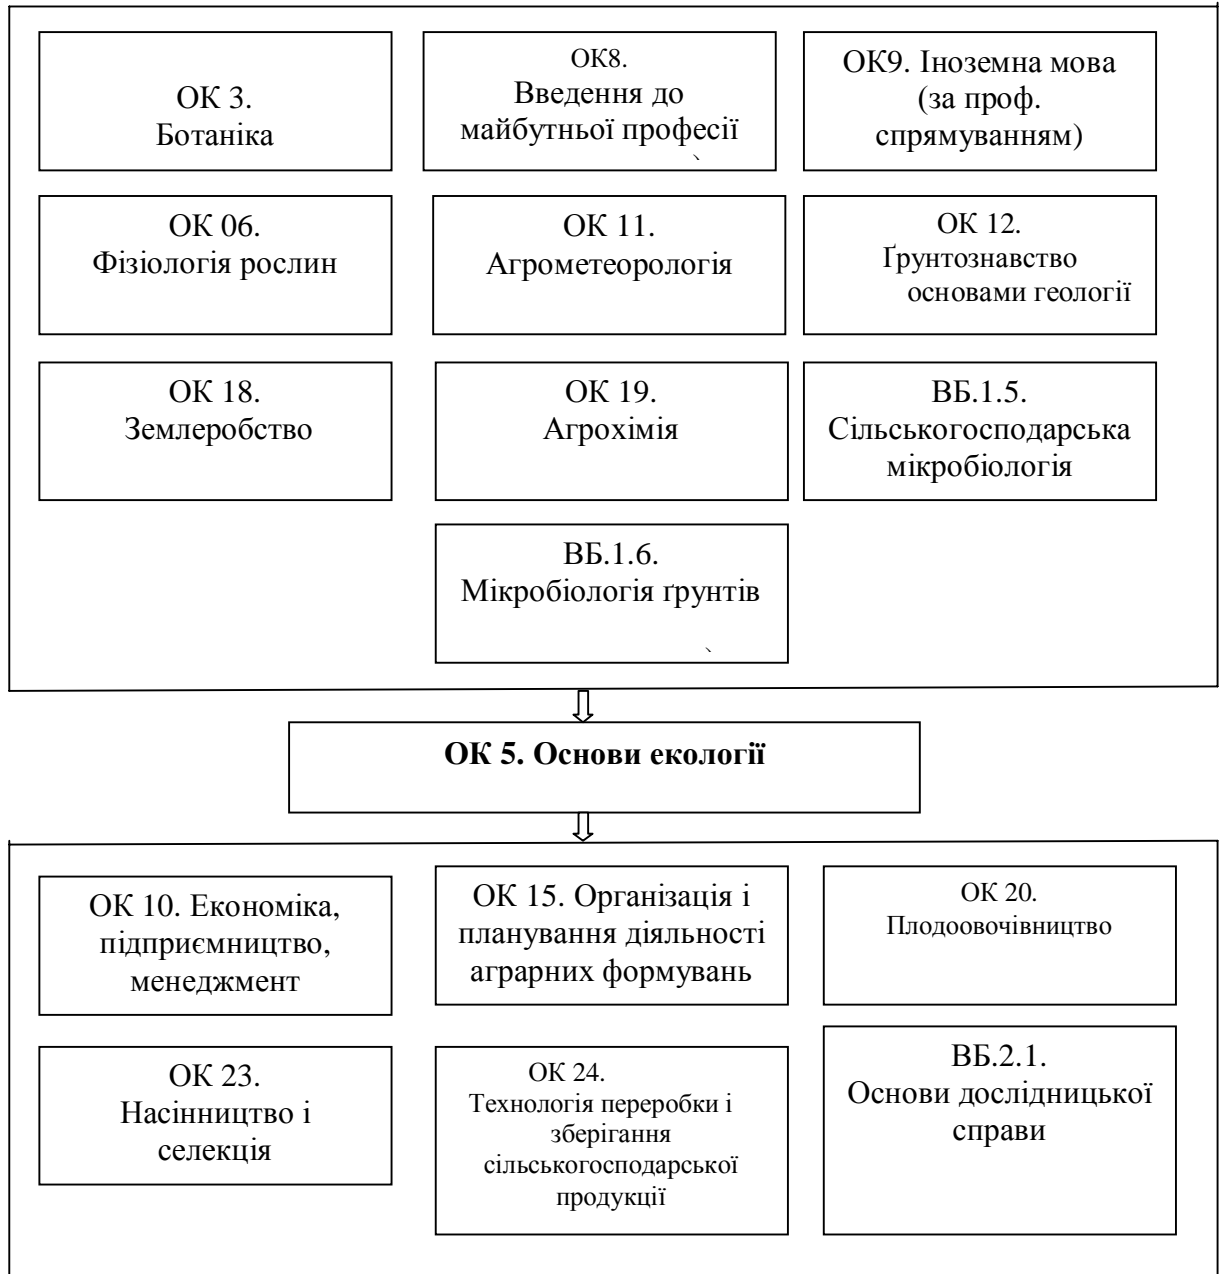 ОК 3.
Ботаніка
ОК8.
Введення до
майбутньої професії
ОК9. Іноземна мова
(за проф.
спрямуванням)
ОК 06.
Фізіологія рослин
ОК 11.
Агрометеорологія
ОК 12.
Ґрунтознавство
основами геології
ОК 18.
Землеробство
ОК 19.
Агрохімія
ВБ.1.5.
Сільськогосподарська
мікробіологія
ВБ.1.6.
Мікробіологія ґрунтів
ОК 5. Основи екології
ОК 10. Економіка,
підприємництво,
менеджмент
ОК 15. Організація і
планування діяльності
аграрних формувань
ОК 20.
Плодоовочівництво
ОК 23.
Насінництво і
селекція
ОК 24.
Технологія переробки і
зберігання
сільськогосподарської
продукції
ВБ.2.1.
Основи дослідницької
справи